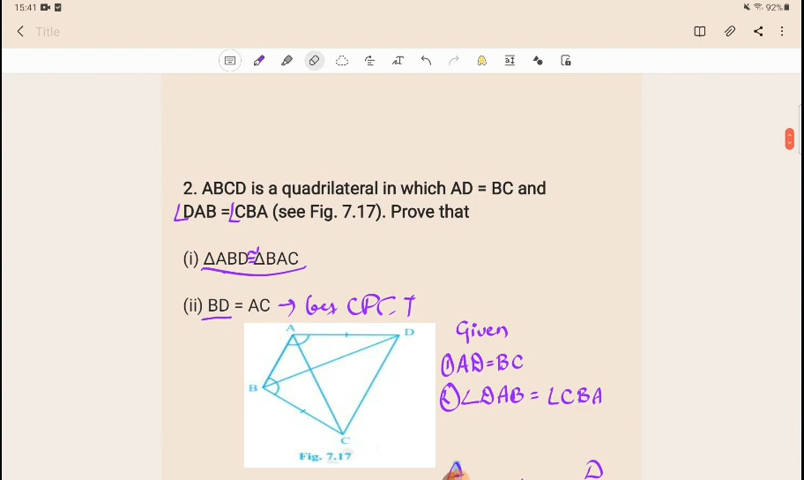 15:41
92%
Title
2. ABCD is a quadrilateral in which AD = BC and
∠DAB =∠CBA (see Fig. 7.17). Prove that
(i) ΔABD≅ΔBAC
(ii) BD = AC → CPCT
A
D
B
C
Fig. 7.17
Given
① AD=BC
② ∠DAB = ∠CBA
A D